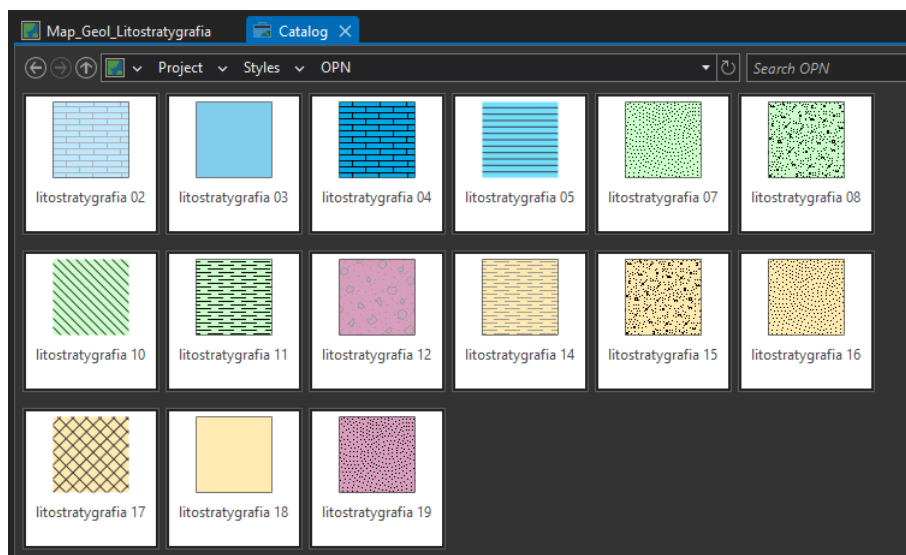 Map_Geol_Litostratygrafia Catalog
Project Styles OPN Search OPN
litostratygrafia 02 litostratygrafia 03 litostratygrafia 04 litostratygrafia 05 litostratygrafia 07 litostratygrafia 08
litostratygrafia 10 litostratygrafia 11 litostratygrafia 12 litostratygrafia 14 litostratygrafia 15 litostratygrafia 16
litostratygrafia 17 litostratygrafia 18 litostratygrafia 19